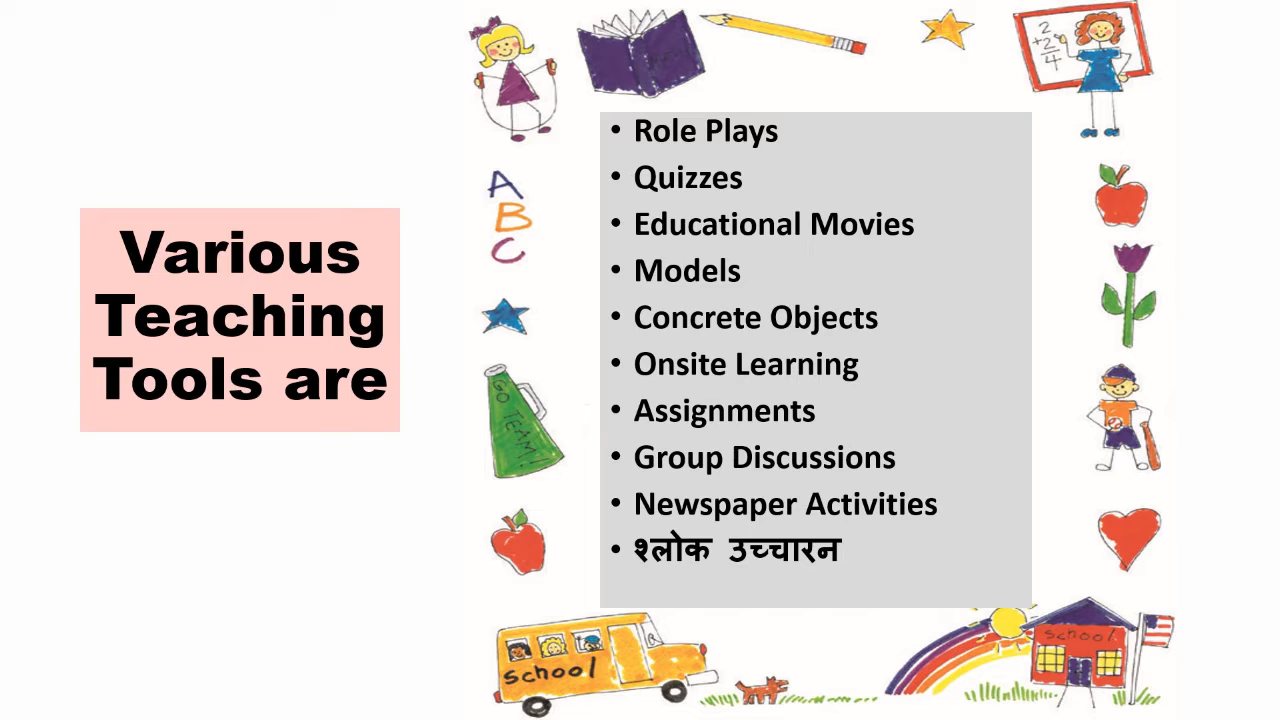 Various
Teaching
Tools are
• Role Plays
• Quizzes
• Educational Movies
• Models
• Concrete Objects
• Onsite Learning
• Assignments
• Group Discussions
• Newspaper Activities
• श्लोक उच्चारन
2
+2
4
A
B
C
GO TEAM!
school
school